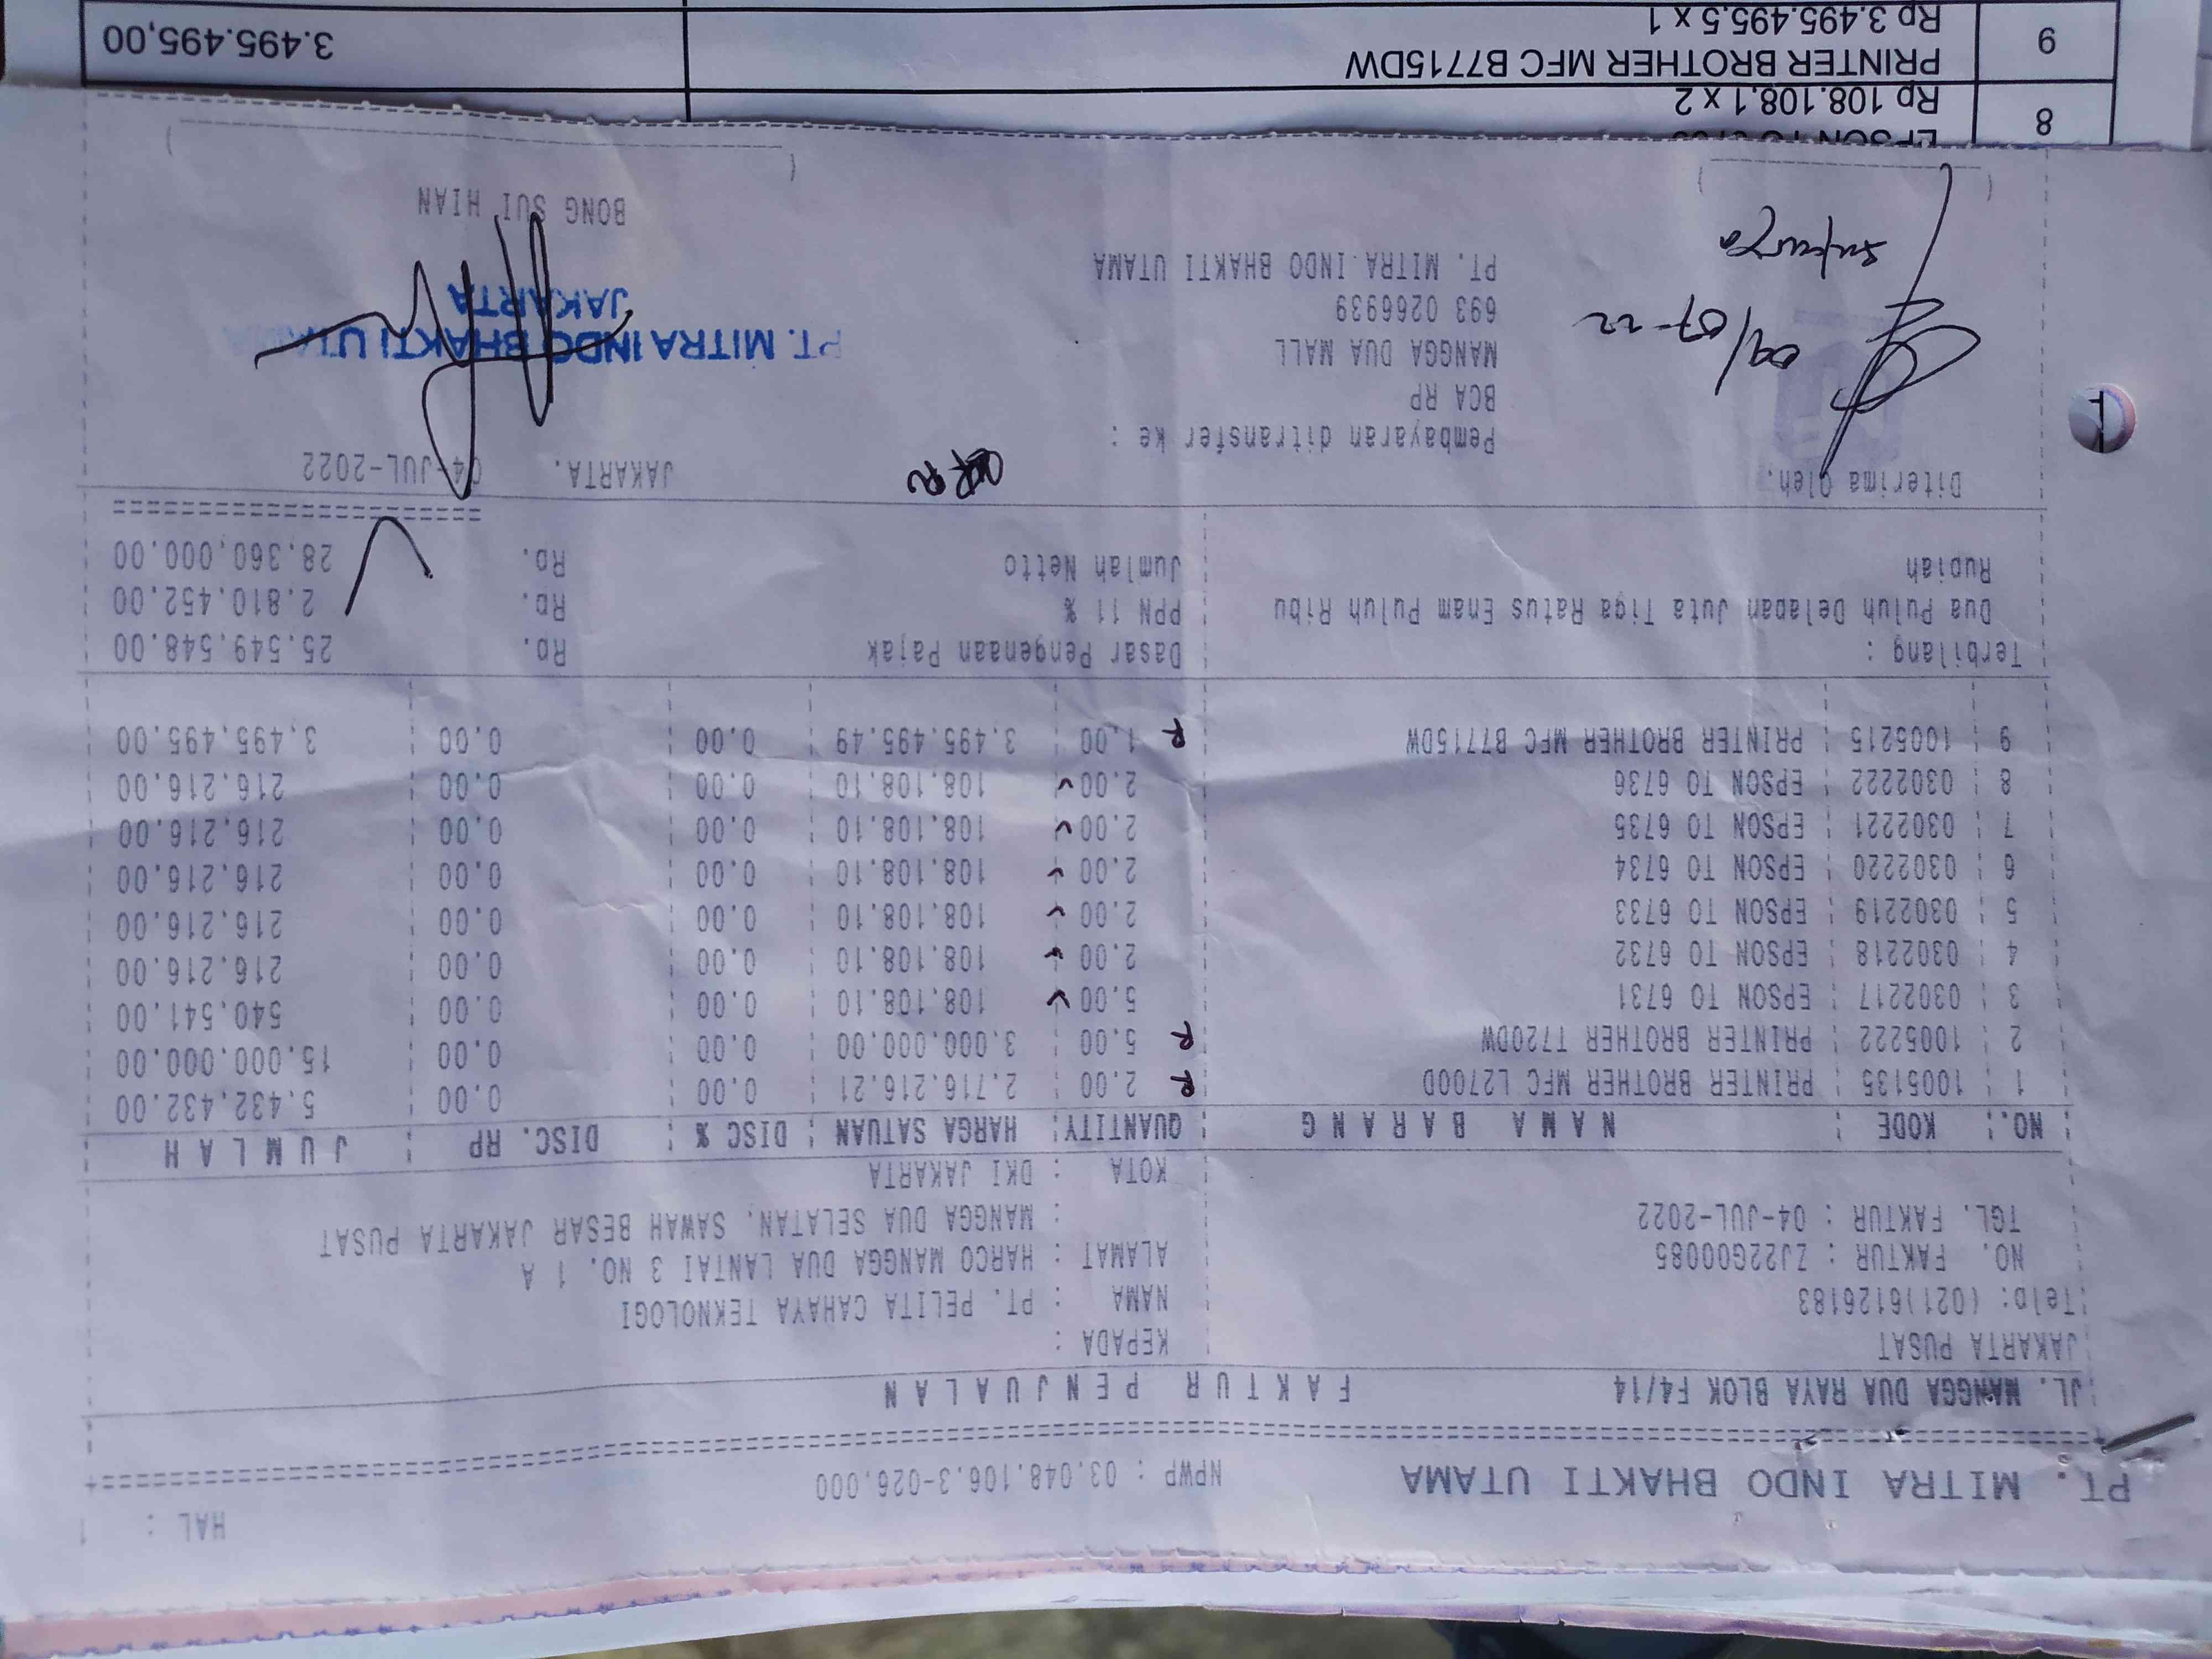 HAL : 1
PT. MITRA INDO BHAKTI UTAMA NPWP : 03.048.106.3-026.000
JL. MANGGA DUA RAYA BLOK F4/14 F A K T U R P E N J U A L A N
JAKARTA PUSAT KEPADA :
Telp: (021)6126183 NAMA : PT. PELITA CAHAYA TEKNOLOGI
NO. FAKTUR : ZJ22G00085 ALAMAT : HARCO MANGGA DUA LANTAI 3 NO. 1 A
TGL. FAKTUR : 04-JUL-2022 : MANGGA DUA SELATAN, SAWAH BESAR JAKARTA PUSAT
KOTA : DKI JAKARTA
NO. KODE N A M A B A R A N G QUANTITY HARGA SATUAN DISC % DISC. RP J U M L A H
1 1005135 PRINTER BROTHER MFC L2700D 2.00 2.716.216.21 0.00 0.00 5.432.432.00
2 1005222 PRINTER BROTHER T720DW 5.00 3.000.000.00 0.00 0.00 15.000.000.00
3 0302217 EPSON TO 6731 5.00 108.108.10 0.00 0.00 540.541.00
4 0302218 EPSON TO 6732 2.00 108.108.10 0.00 0.00 216.216.00
5 0302219 EPSON TO 6733 2.00 108.108.10 0.00 0.00 216.216.00
6 0302220 EPSON TO 6734 2.00 108.108.10 0.00 0.00 216.216.00
7 0302221 EPSON TO 6735 2.00 108.108.10 0.00 0.00 216.216.00
8 0302222 EPSON TO 6736 2.00 108.108.10 0.00 0.00 216.216.00
9 1005215 PRINTER BROTHER MFC B7715DW 1.00 3.495.495.49 0.00 0.00 3.495.495.00
Terbilang : Dasar Pengenaan Pajak Rp. 25.549.548.00
Dua Puluh Delapan Juta Tiga Ratus Enam Puluh Ribu PPN 11 % Rp. 2.810.452.00
Rupiah Jumlah Netto Rp. 28.360.000.00
Diterima Oleh. JAKARTA. 04-JUL-2022
Pembayaran ditransfer ke :
BCA RP
MANGGA DUA MALL
693 0266939
PT. MITRA INDO BHAKTI UTAMA
09/07-22
PT. MITRA INDO BHAKTI UTAMA
JAKARTA
BONG SUI HIAN
8
Rp 108.108,1 x 2
9 PRINTER BROTHER MFC B7715DW 3.495.495,00
Rp 3.495.495,5 x 1